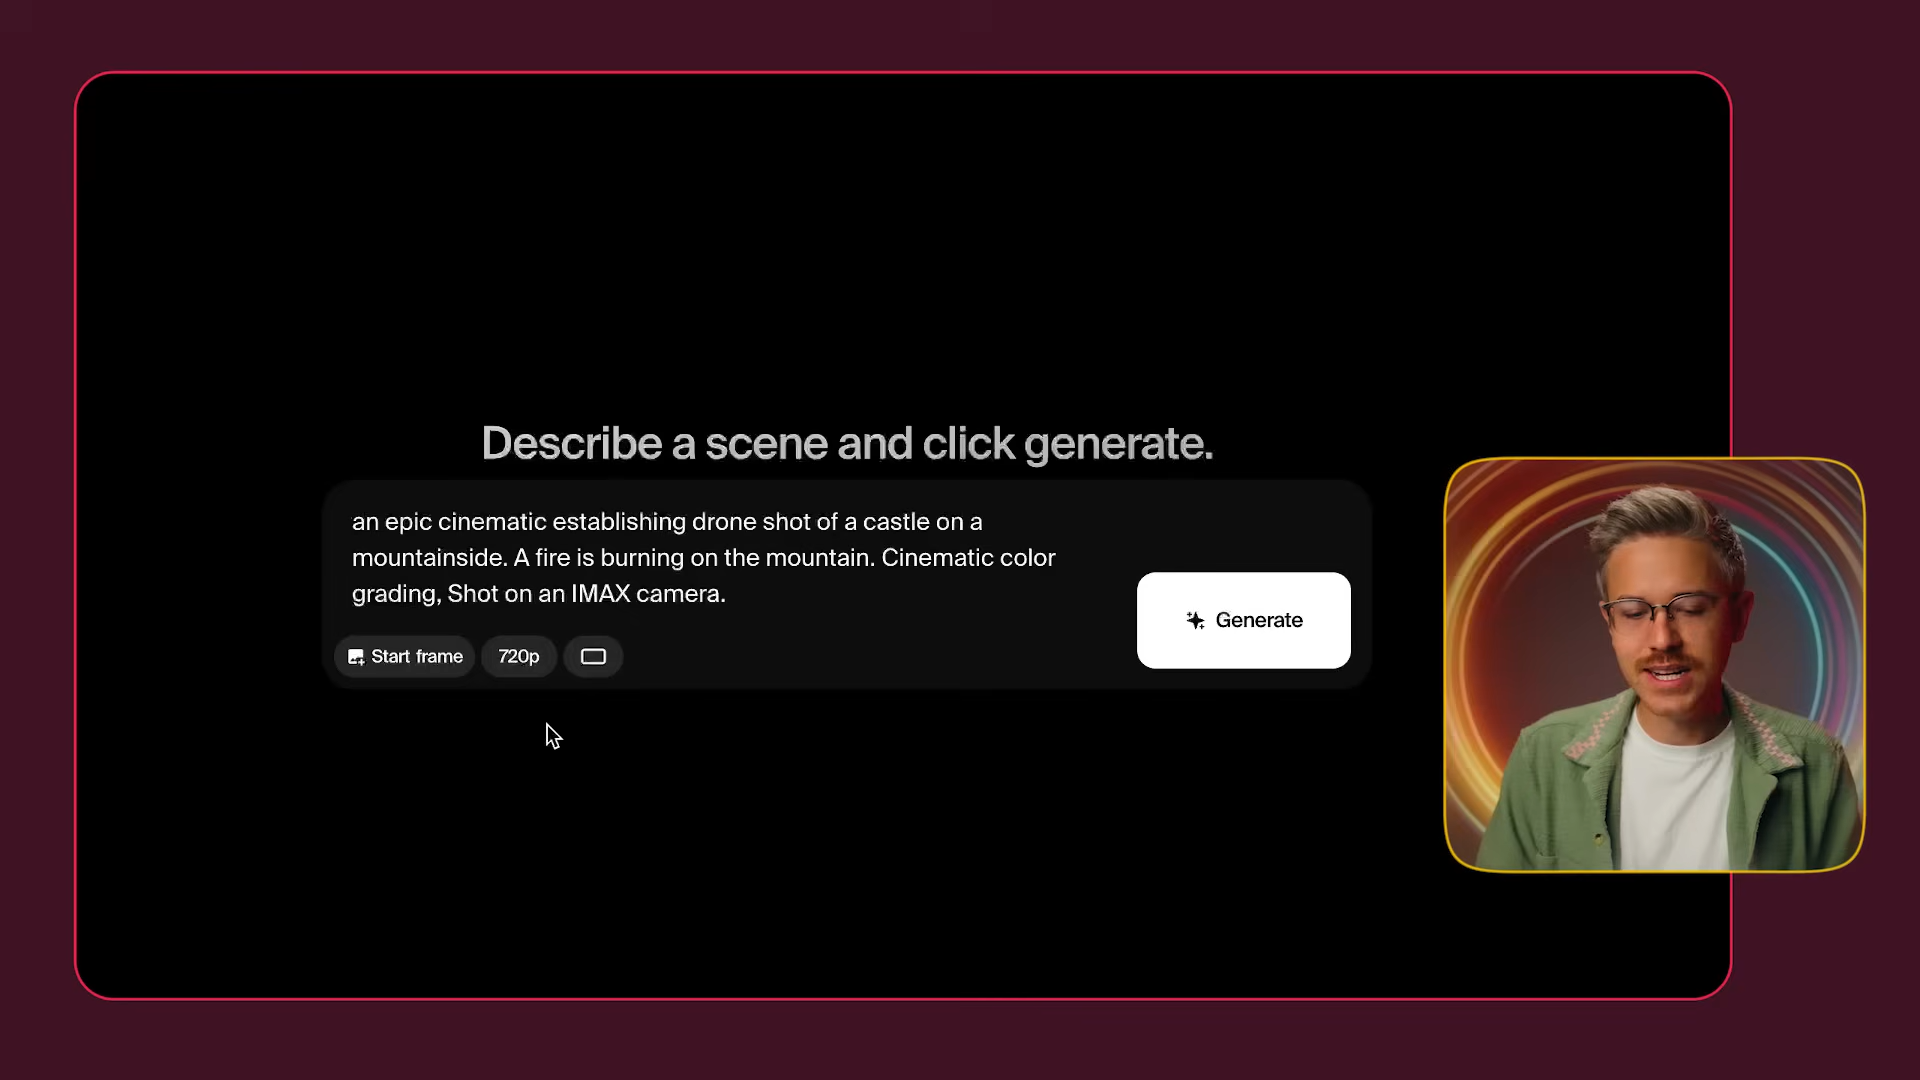 Describe a scene and click generate.
an epic cinematic establishing drone shot of a castle on a
mountainside. A fire is burning on the mountain. Cinematic color
grading, Shot on an IMAX camera.
Generate
Start frame
720p